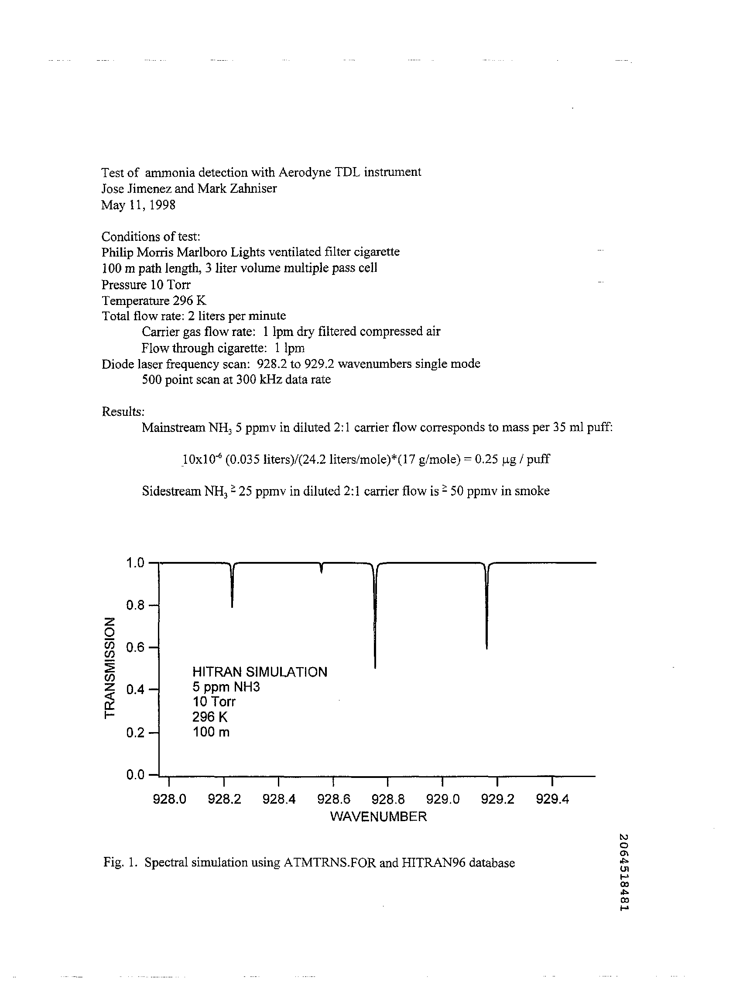 Test of ammonia detection with Aerodyne TDL instrument
Jose Jimenez and Mark Zahniser
May 11, 1998
Conditions of test:
Philip Morris Marlboro Lights ventilated filter cigarette
100 m path length, 3 liter volume multiple pass cell
Pressure 10 Torr
Temperature 296 K
Total flow rate: 2 liters per minute
Carrier gas flow rate: 1 lpm dry filtered compressed air
Flow through cigarette: 1 lpm
Diode laser frequency scan: 928.2 to 929.2 wavenumbers single mode
500 point scan at 300 kHz data rate
Results:
Mainstream NH₃ 5 ppmv in diluted 2:1 carrier flow corresponds to mass per 35 ml puff:
10x10⁻⁶ (0.035 liters)/(24.2 liters/mole)*(17 g/mole) = 0.25 µg / puff
Sidestream NH₃ ≥ 25 ppmv in diluted 2:1 carrier flow is ≥ 50 ppmv in smoke
1.0
0.8
0.6
0.4
0.2
0.0
TRANSMISSION
HITRAN SIMULATION
5 ppm NH3
10 Torr
296 K
100 m
928.0 928.2 928.4 928.6 928.8 929.0 929.2 929.4
WAVENUMBER
Fig. 1. Spectral simulation using ATMTRNS.FOR and HITRAN96 database
2064518481